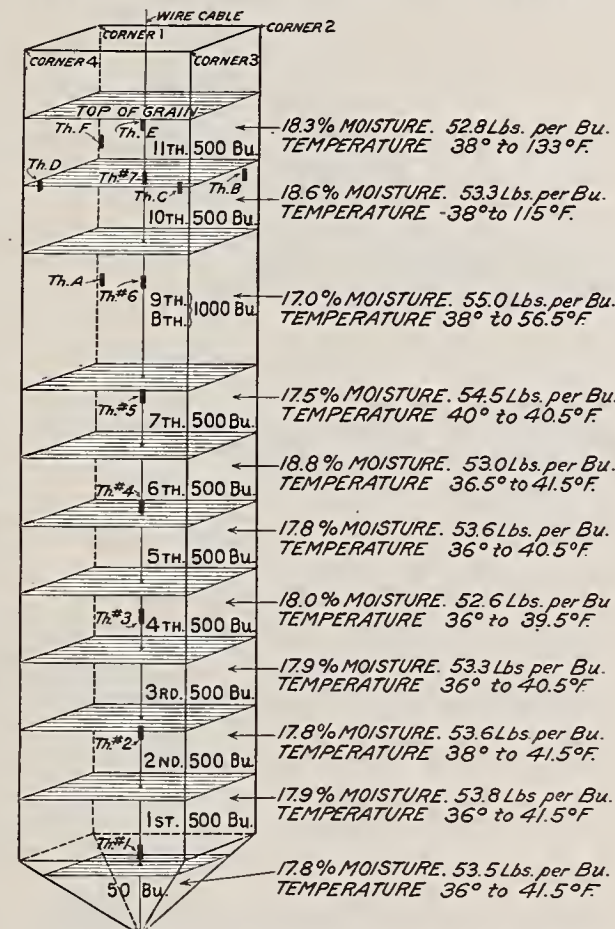 WIRE CABLE
CORNER 1
CORNER 2
CORNER 4
CORNER 3
TOP OF GRAIN
Th. F
Th. E
18.3% MOISTURE. 52.8 Lbs. per Bu.
11TH. 500 Bu.
TEMPERATURE 38° to 133°F.
Th. D
Th.#7
Th. C
Th. B
18.6% MOISTURE. 53.3 Lbs. per Bu.
10TH. 500 Bu.
TEMPERATURE -38° to 115°F.
Th. A
Th.#6
9TH.
8TH.
1000 Bu.
17.0% MOISTURE. 55.0 Lbs. per Bu.
TEMPERATURE 38° to 56.5°F.
Th.#5
7TH. 500 Bu.
17.5% MOISTURE. 54.5 Lbs. per Bu.
TEMPERATURE 40° to 40.5°F.
Th.#4
6TH. 500 Bu.
18.8% MOISTURE. 53.0 Lbs. per Bu.
TEMPERATURE 36.5° to 41.5°F.
5TH. 500 Bu.
17.8% MOISTURE. 53.6 Lbs. per Bu.
TEMPERATURE 36° to 40.5°F.
Th.#3
4TH. 500 Bu.
18.0% MOISTURE. 52.6 Lbs. per Bu
TEMPERATURE 36° to 39.5°F.
3RD. 500 Bu.
17.9% MOISTURE. 53.3 Lbs. per Bu.
TEMPERATURE 36° to 40.5°F.
Th.#2
2ND. 500 Bu.
17.8% MOISTURE. 53.6 Lbs. per Bu.
TEMPERATURE 38° to 41.5°F.
1ST. 500 Bu.
17.9% MOISTURE. 53.8 Lbs. per Bu.
TEMPERATURE 36° to 41.5°F
Th.#1
50 Bu.
17.8% MOISTURE. 53.5 Lbs. per Bu.
TEMPERATURE 36° to 41.5°F.